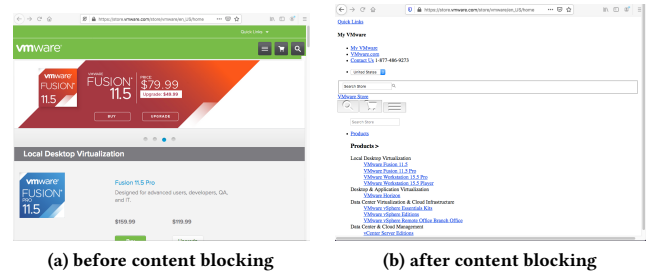 https://store.vmware.com/store/vmware/en_US/home
Quick Links
vmware
vmware
FUSION
11.5
VMWARE
FUSION
11.5
PRICE:
$79.99
Upgrade: $49.99
BUY
UPGRADE
Local Desktop Virtualization
vmware
FUSION
PRO
11.5
Fusion 11.5 Pro
Designed for advanced users, developers, QA,
and IT.
$159.99 $119.99
(a) before content blocking
https://store.vmware.com/store/vmware/en_US/home
Quick Links
My VMware
My VMware
VMware.com
Contact Us 1-877-486-9273
United States
Search Store
VMware Store
Search Store
Products
Products >
Local Desktop Virtualization
VMware Fusion 11.5
VMware Fusion 11.5 Pro
VMware Workstation 15.5 Pro
VMware Workstation 15.5 Player
Desktop & Application Virtualization
VMware Horizon
Data Center Virtualization & Cloud Infrastructure
VMware vSphere Essentials Kits
VMware vSphere Editions
VMware vSphere Remote Office Branch Office
Data Center & Cloud Management
vCenter Server Editions
(b) after content blocking